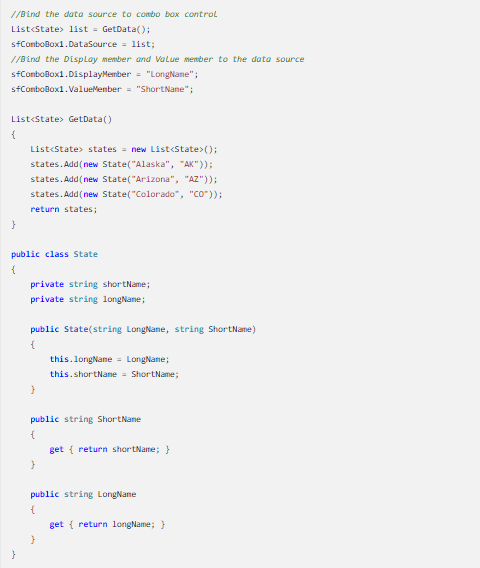 //Bind the data source to combo box control
List<State> list = GetData();
sfComboBox1.DataSource = list;
//Bind the Display member and Value member to the data source
sfComboBox1.DisplayMember = "LongName";
sfComboBox1.ValueMember = "ShortName";

List<State> GetData()
{
    List<State> states = new List<State>();
    states.Add(new State("Alaska", "AK"));
    states.Add(new State("Arizona", "AZ"));
    states.Add(new State("Colorado", "CO"));
    return states;
}

public class State
{
    private string shortName;
    private string longName;

    public State(string LongName, string ShortName)
    {
        this.longName = LongName;
        this.shortName = ShortName;
    }

    public string ShortName
    {
        get { return shortName; }
    }

    public string LongName
    {
        get { return longName; }
    }
}